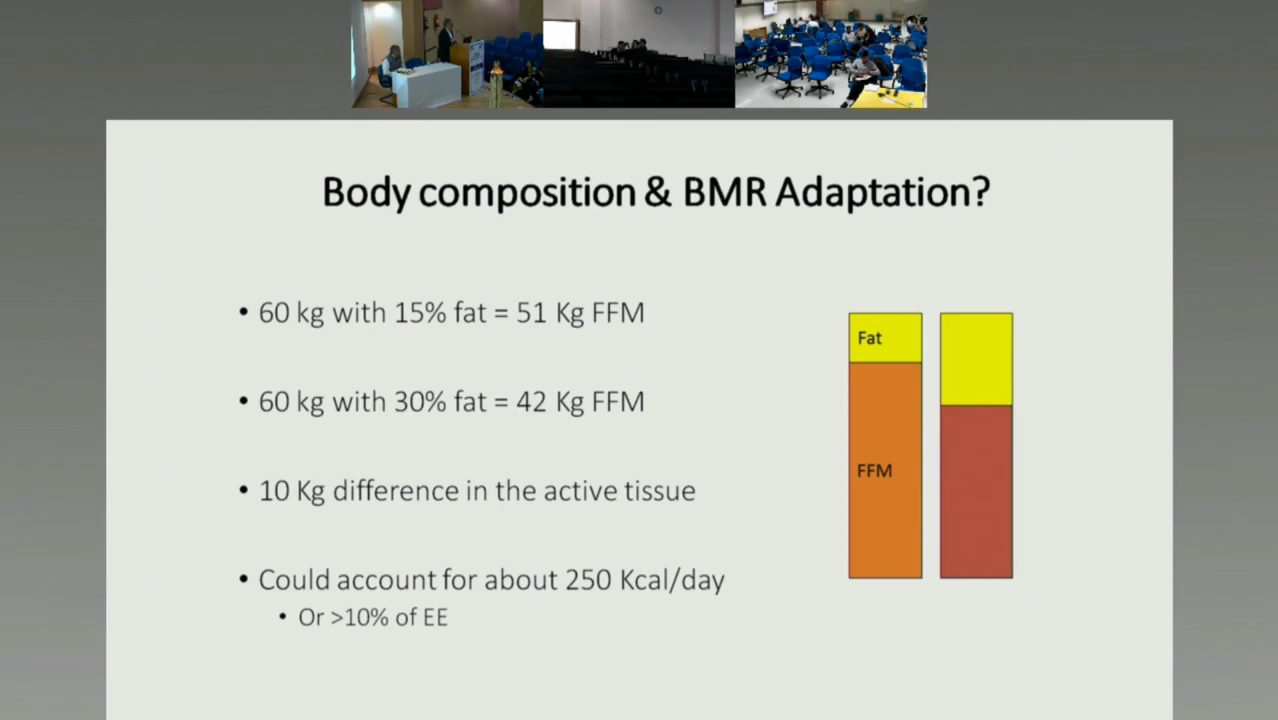 Body composition & BMR Adaptation?
• 60 kg with 15% fat = 51 Kg FFM
• 60 kg with 30% fat = 42 Kg FFM
• 10 Kg difference in the active tissue
• Could account for about 250 Kcal/day
• Or >10% of EE
Fat
FFM